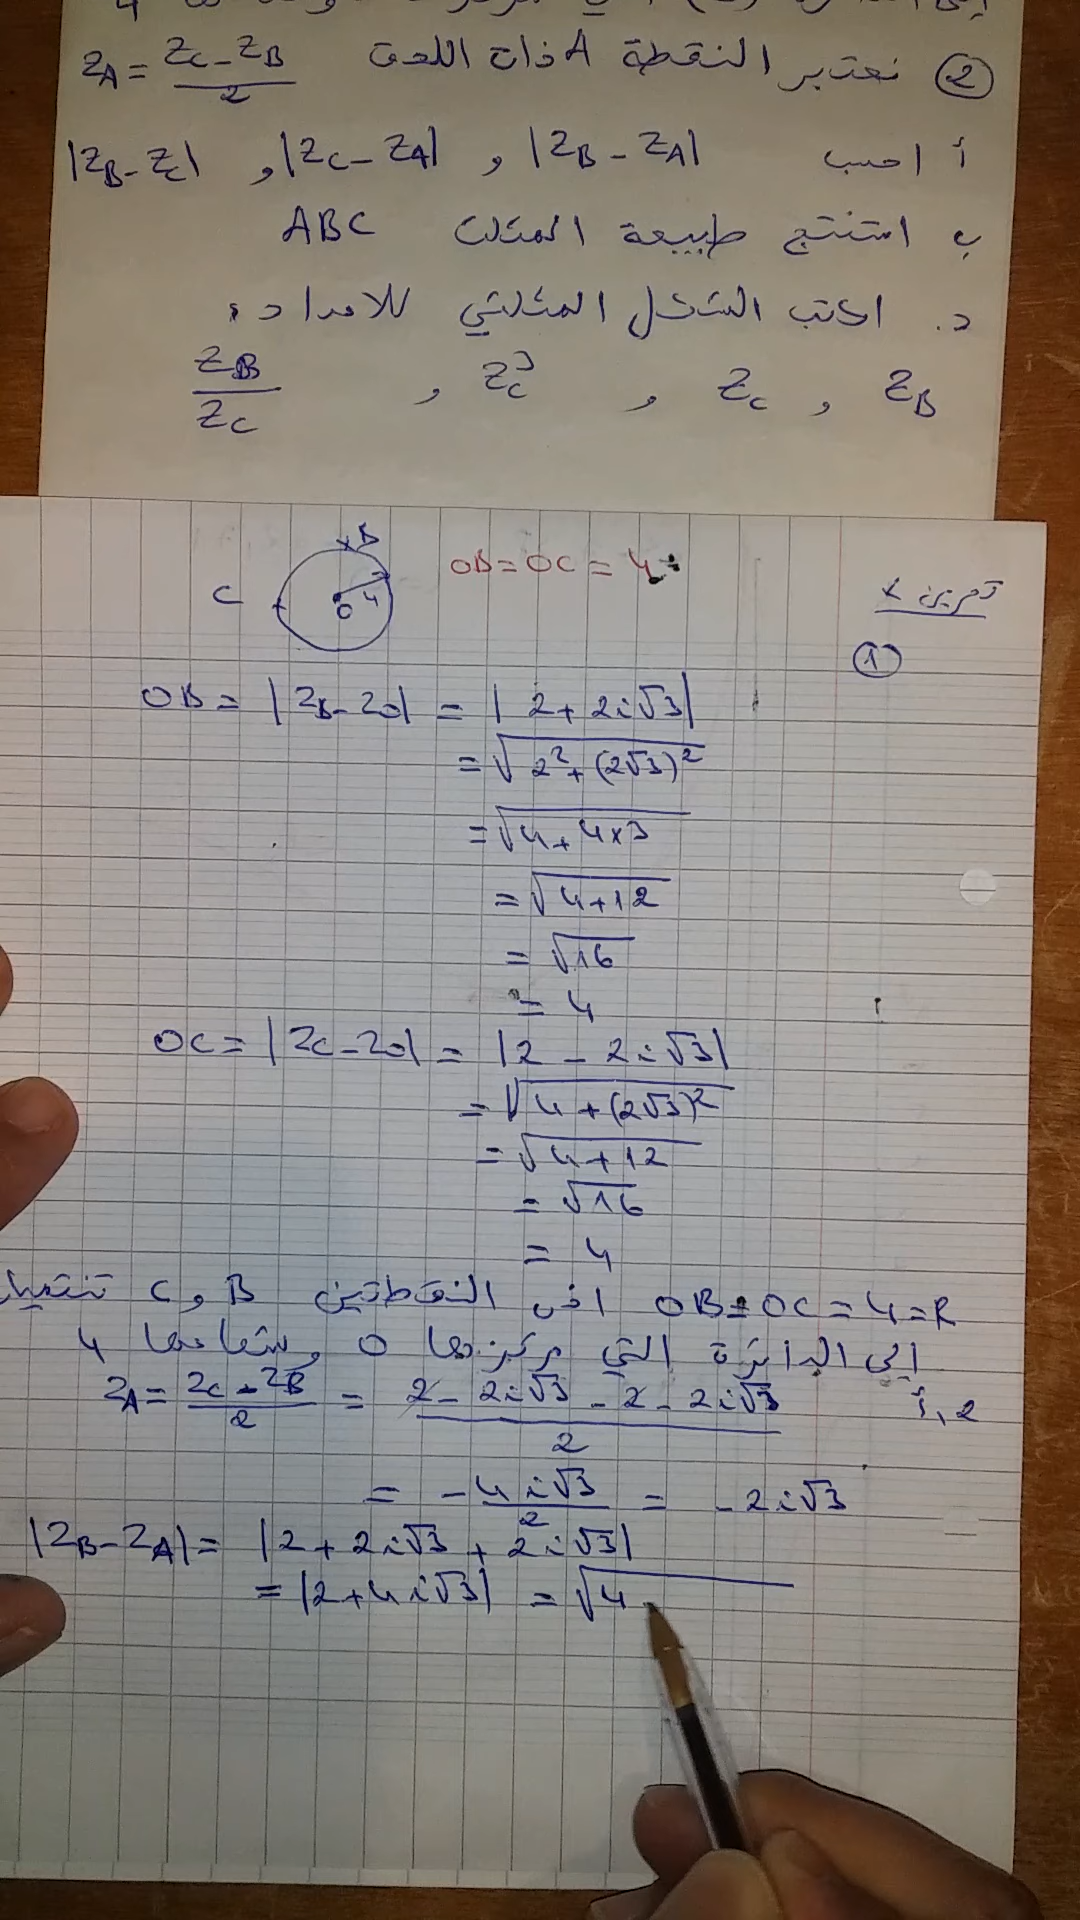 ② نعتبر النقطة A ذات اللاحقة zA = (zC - zB)/2
أ احسب |zB - zA| , |zC - zA| , |zB - zC|
ب استنتج طبيعة المثلث ABC
د. اكتب الشكل المثلثي للاعداد:
zB , zC , zC³ , zB/zC
تمرين
①
B
C
O
4
OB = OC = 4
OB = |zB - zO| = |2 + 2i√3|
= √(2² + (2√3)²)
= √(4 + 4×3)
= √(4+12)
= √16
= 4
OC = |zC - zO| = |2 - 2i√3|
= √(4 + (2√3)²)
= √(4+12)
= √16
= 4
OB = OC = 4 = R اذن النقطتين B و C
الى الدائرة التي مركزها O وشعاعها 4
2.أ zA = (zC - zB)/2 = (2 - 2i√3 - 2 - 2i√3)/2
= -4i√3/2 = -2i√3
|zB - zA| = |2 + 2i√3 + 2i√3|
= |2 + 4i√3| = √4